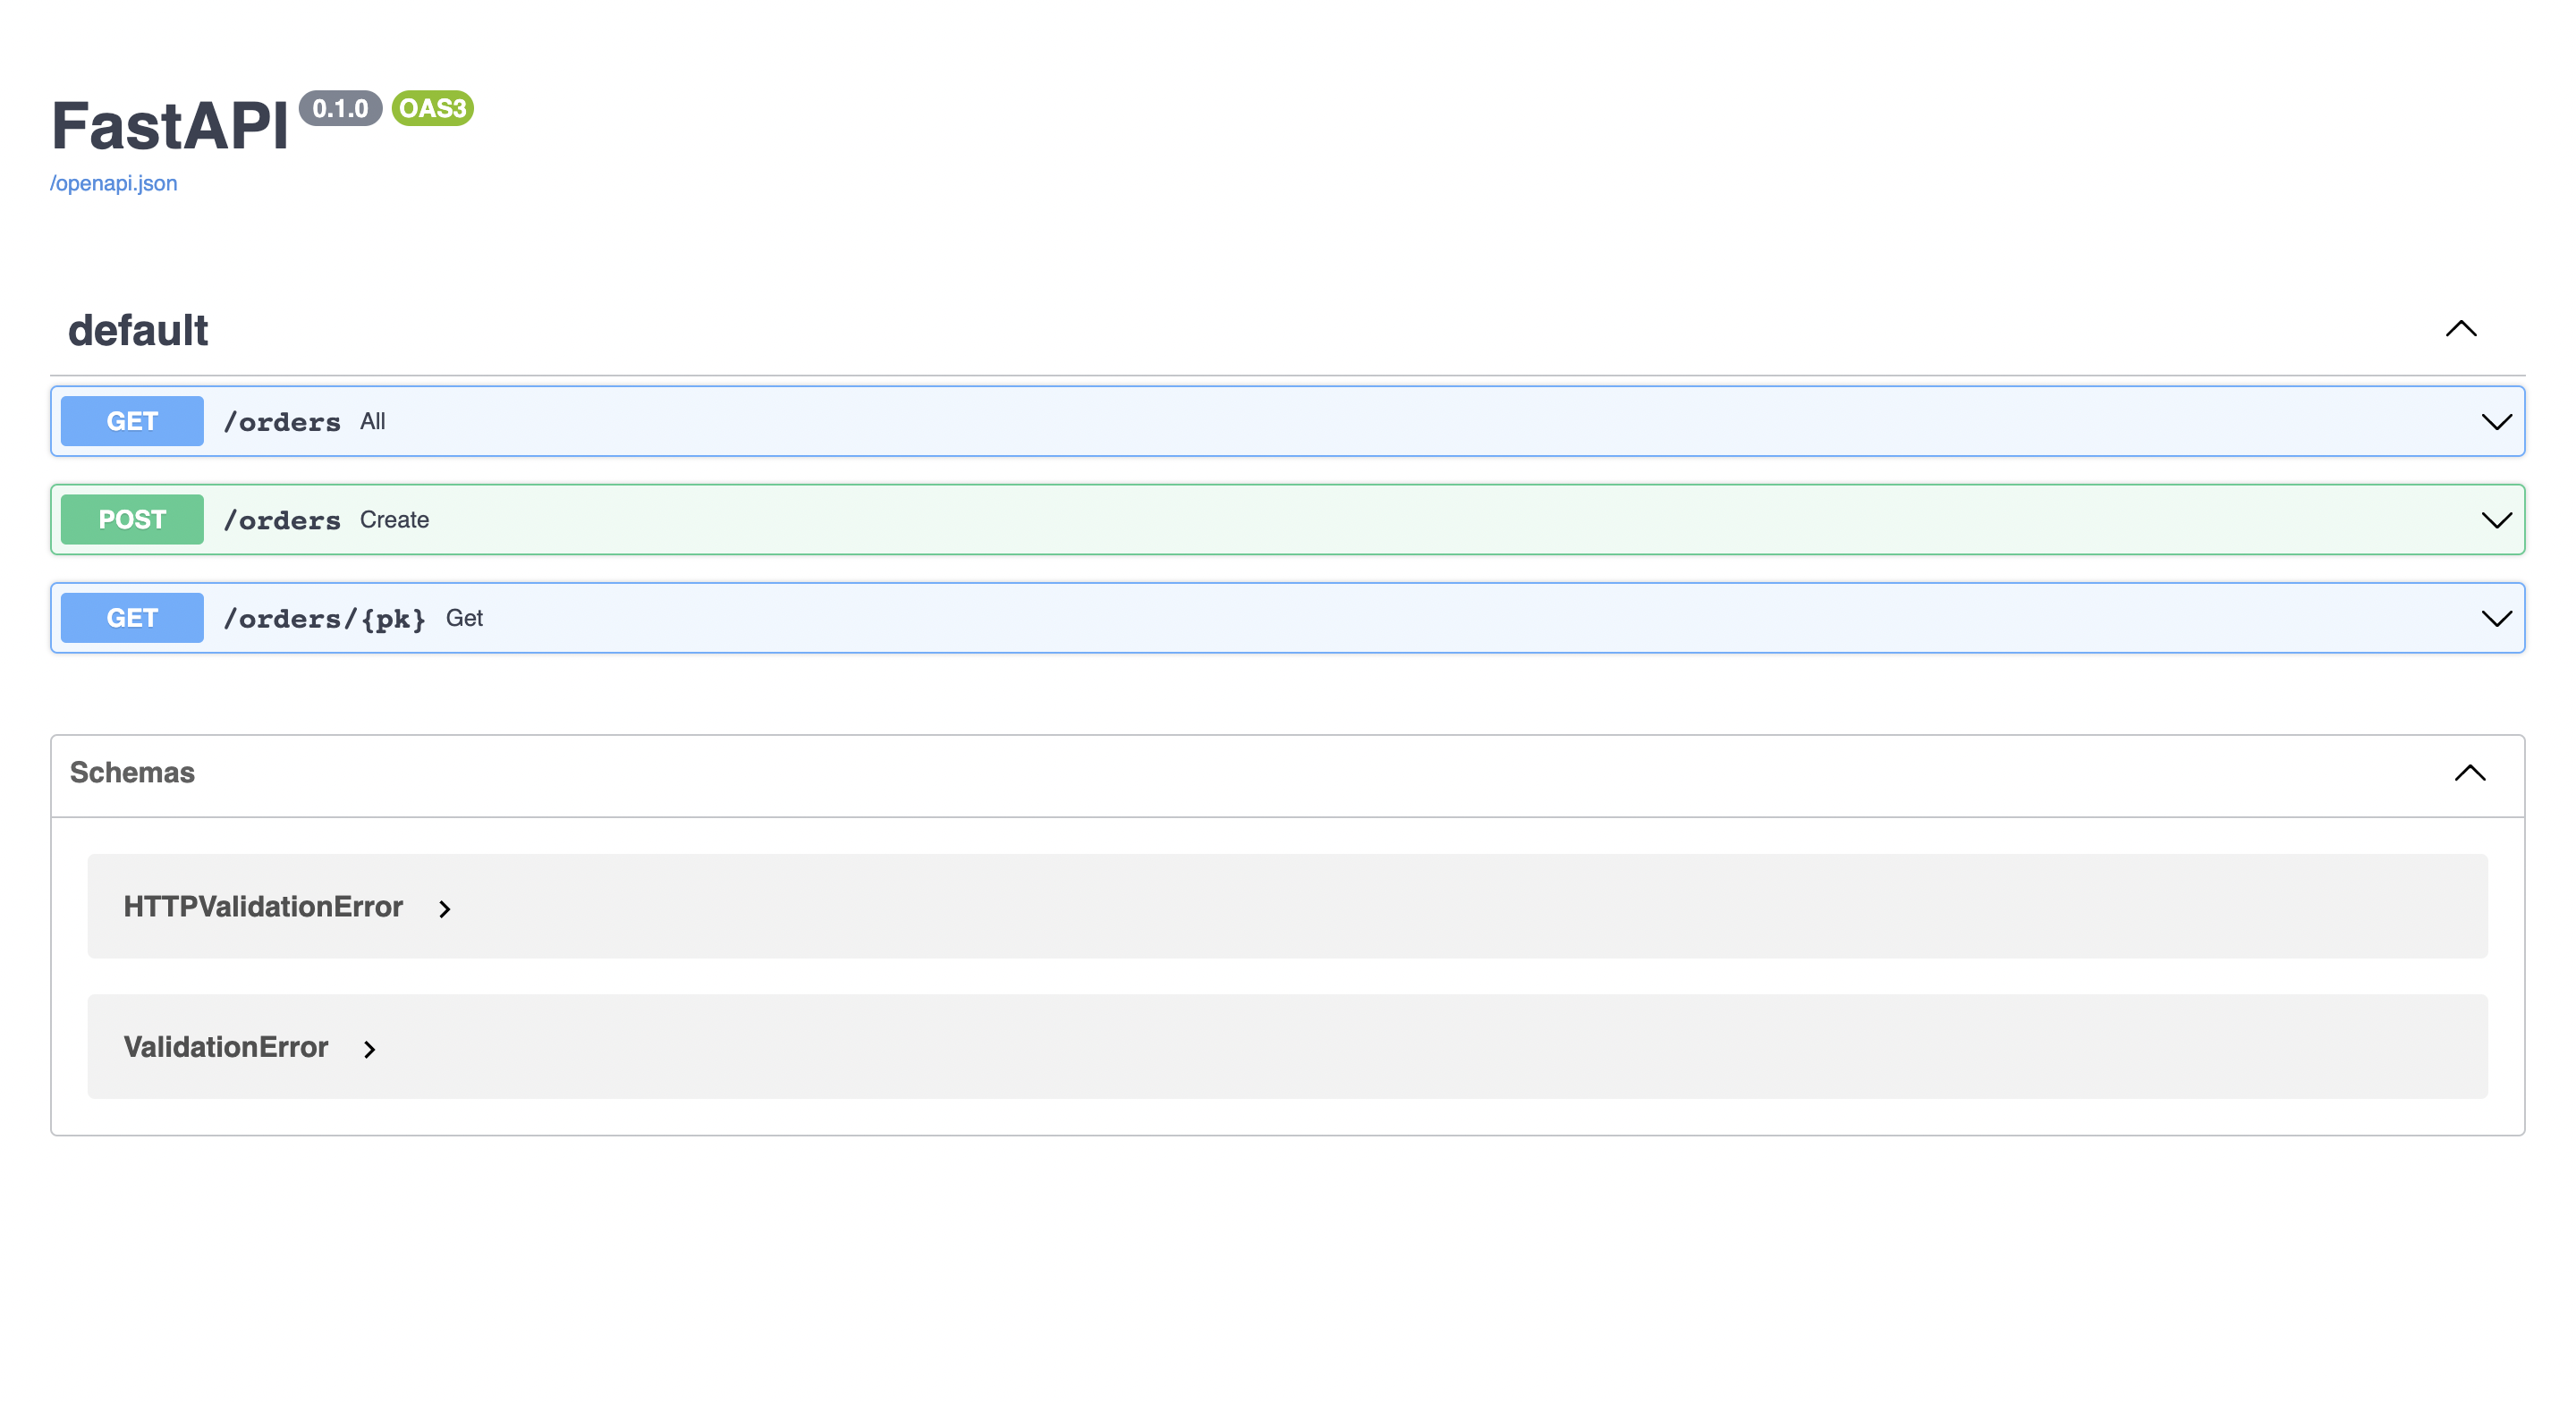 FastAPI 0.1.0 OAS3
/openapi.json
default
GET /orders All
POST /orders Create
GET /orders/{pk} Get
Schemas
HTTPValidationError
ValidationError